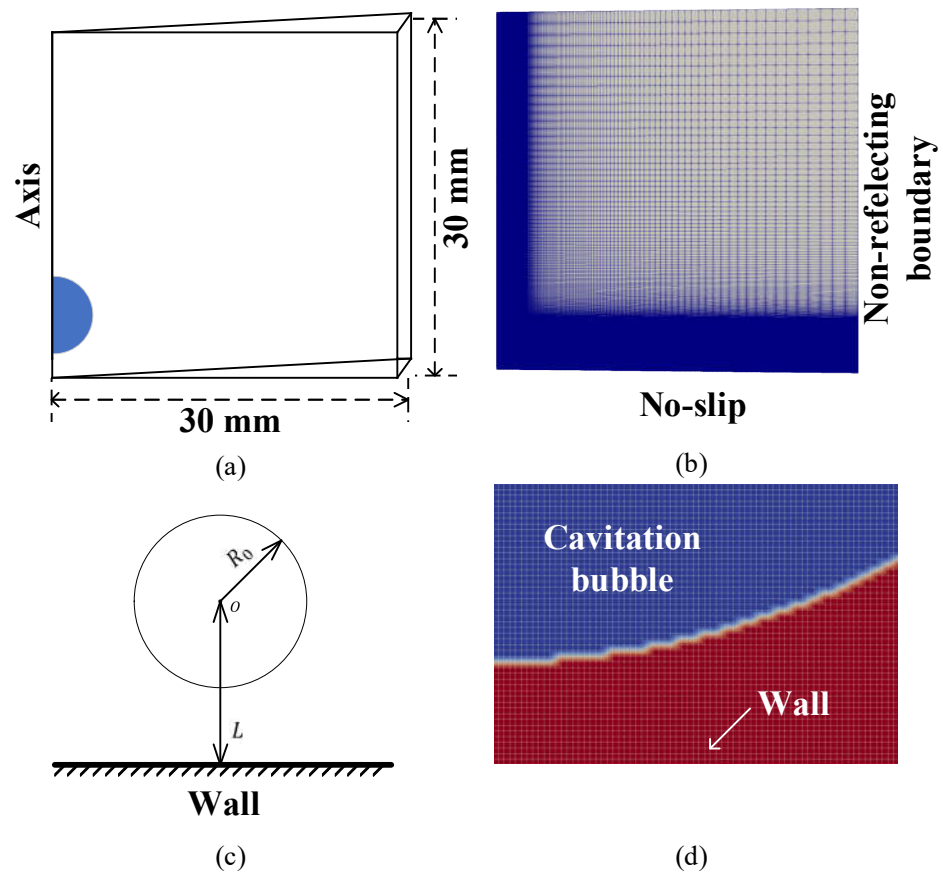 Axis
30 mm
30 mm
(a)
Non-refelecting
boundary
No-slip
(b)
R₀
O
L
Wall
(c)
Cavitation
bubble
Wall
(d)